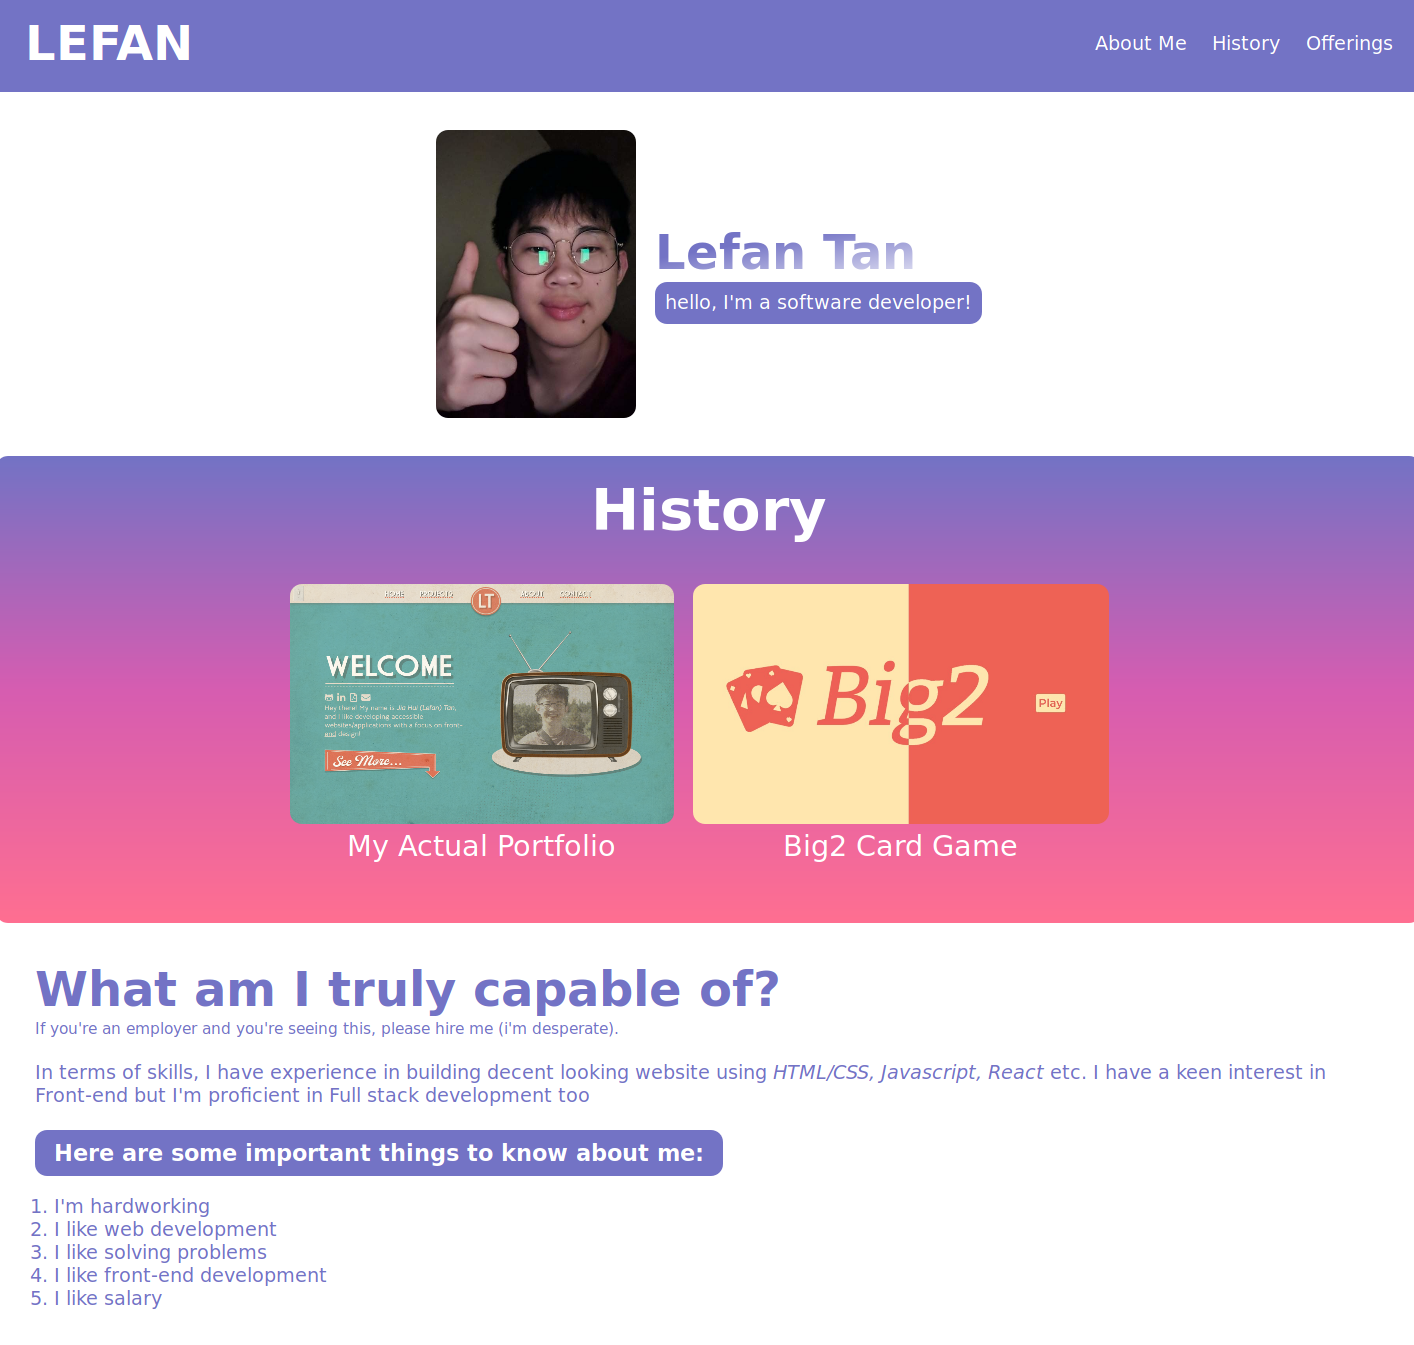 LEFAN
About Me History Offerings
Lefan Tan
hello, I'm a software developer!
History
HOME PROJECTS LT ABOUT CONTACT
WELCOME
Hey there! My name is Jia Hui (Lefan) Tan,
and I like developing accessible
websites/applications with a focus on front-
end design!
See More...
Big2
Play
My Actual Portfolio
Big2 Card Game
What am I truly capable of?
If you're an employer and you're seeing this, please hire me (i'm desperate).
In terms of skills, I have experience in building decent looking website using HTML/CSS, Javascript, React etc. I have a keen interest in
Front-end but I'm proficient in Full stack development too
Here are some important things to know about me:
1. I'm hardworking
2. I like web development
3. I like solving problems
4. I like front-end development
5. I like salary